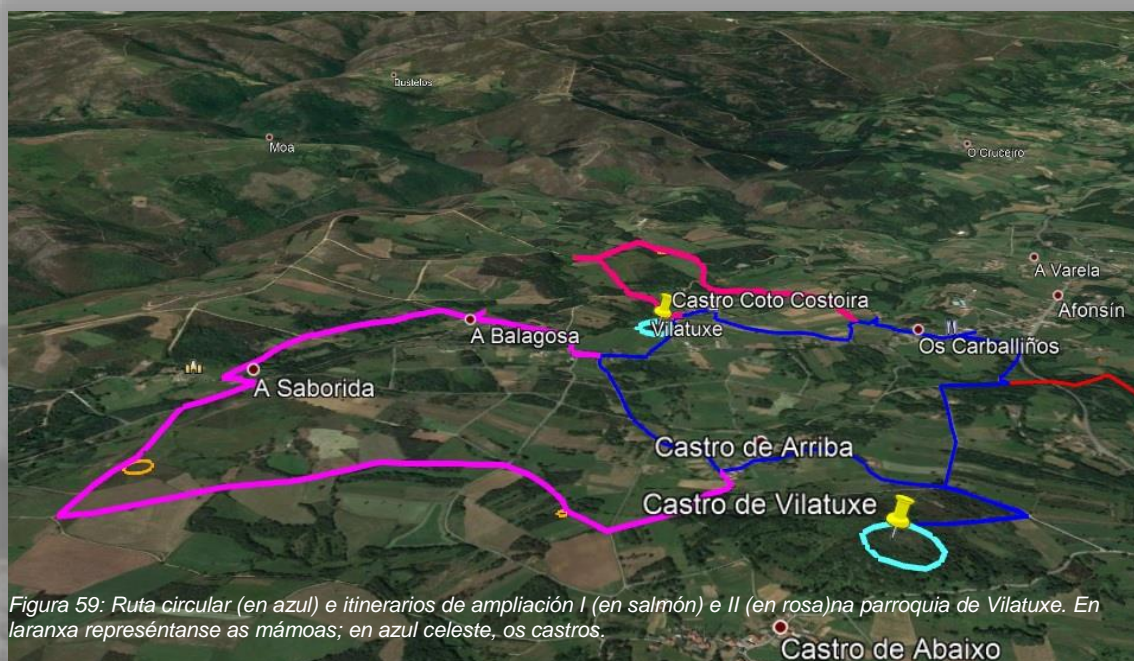 Bustelos
Moa
O Cruceiro
A Varela
Castro Coto Costoira
Afonsín
A Balagosa
Vilatuxe
Os Carballiños
A Saborida
Castro de Arriba
Castro de Vilatuxe
Figura 59: Ruta circular (en azul) e itinerarios de ampliación I (en salmón) e II (en rosa)na parroquia de Vilatuxe. En
laranxa represéntanse as mámoas; en azul celeste, os castros.
Castro de Abaixo